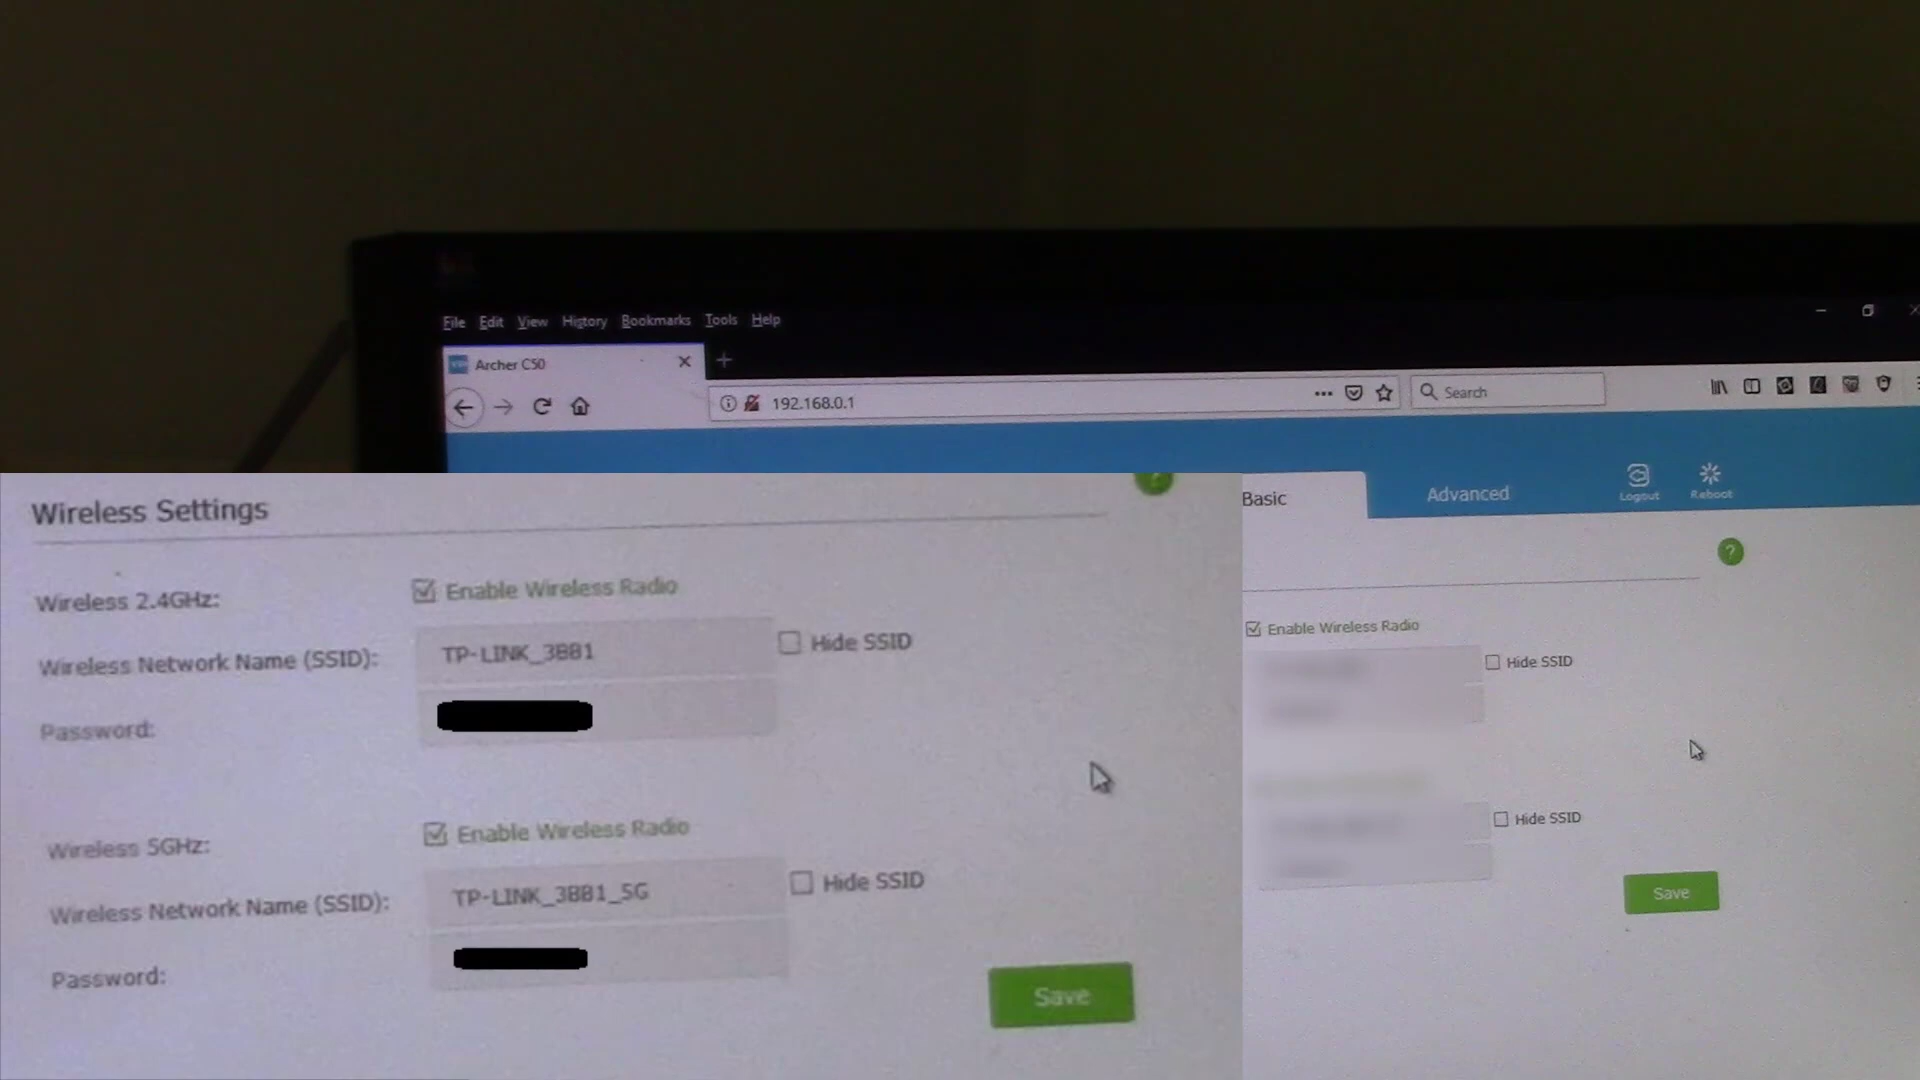 File Edit View History Bookmarks Tools Help
Archer C50
192.168.0.1
Search
Basic
Advanced
Logout
Reboot
?
Wireless Settings
Wireless 2.4GHz:
Enable Wireless Radio
Wireless Network Name (SSID):
TP-LINK_3BB1
Hide SSID
Password:
Wireless 5GHz:
Enable Wireless Radio
Wireless Network Name (SSID):
TP-LINK_3BB1_5G
Hide SSID
Password:
Save
?
Enable Wireless Radio
Hide SSID
Hide SSID
Save